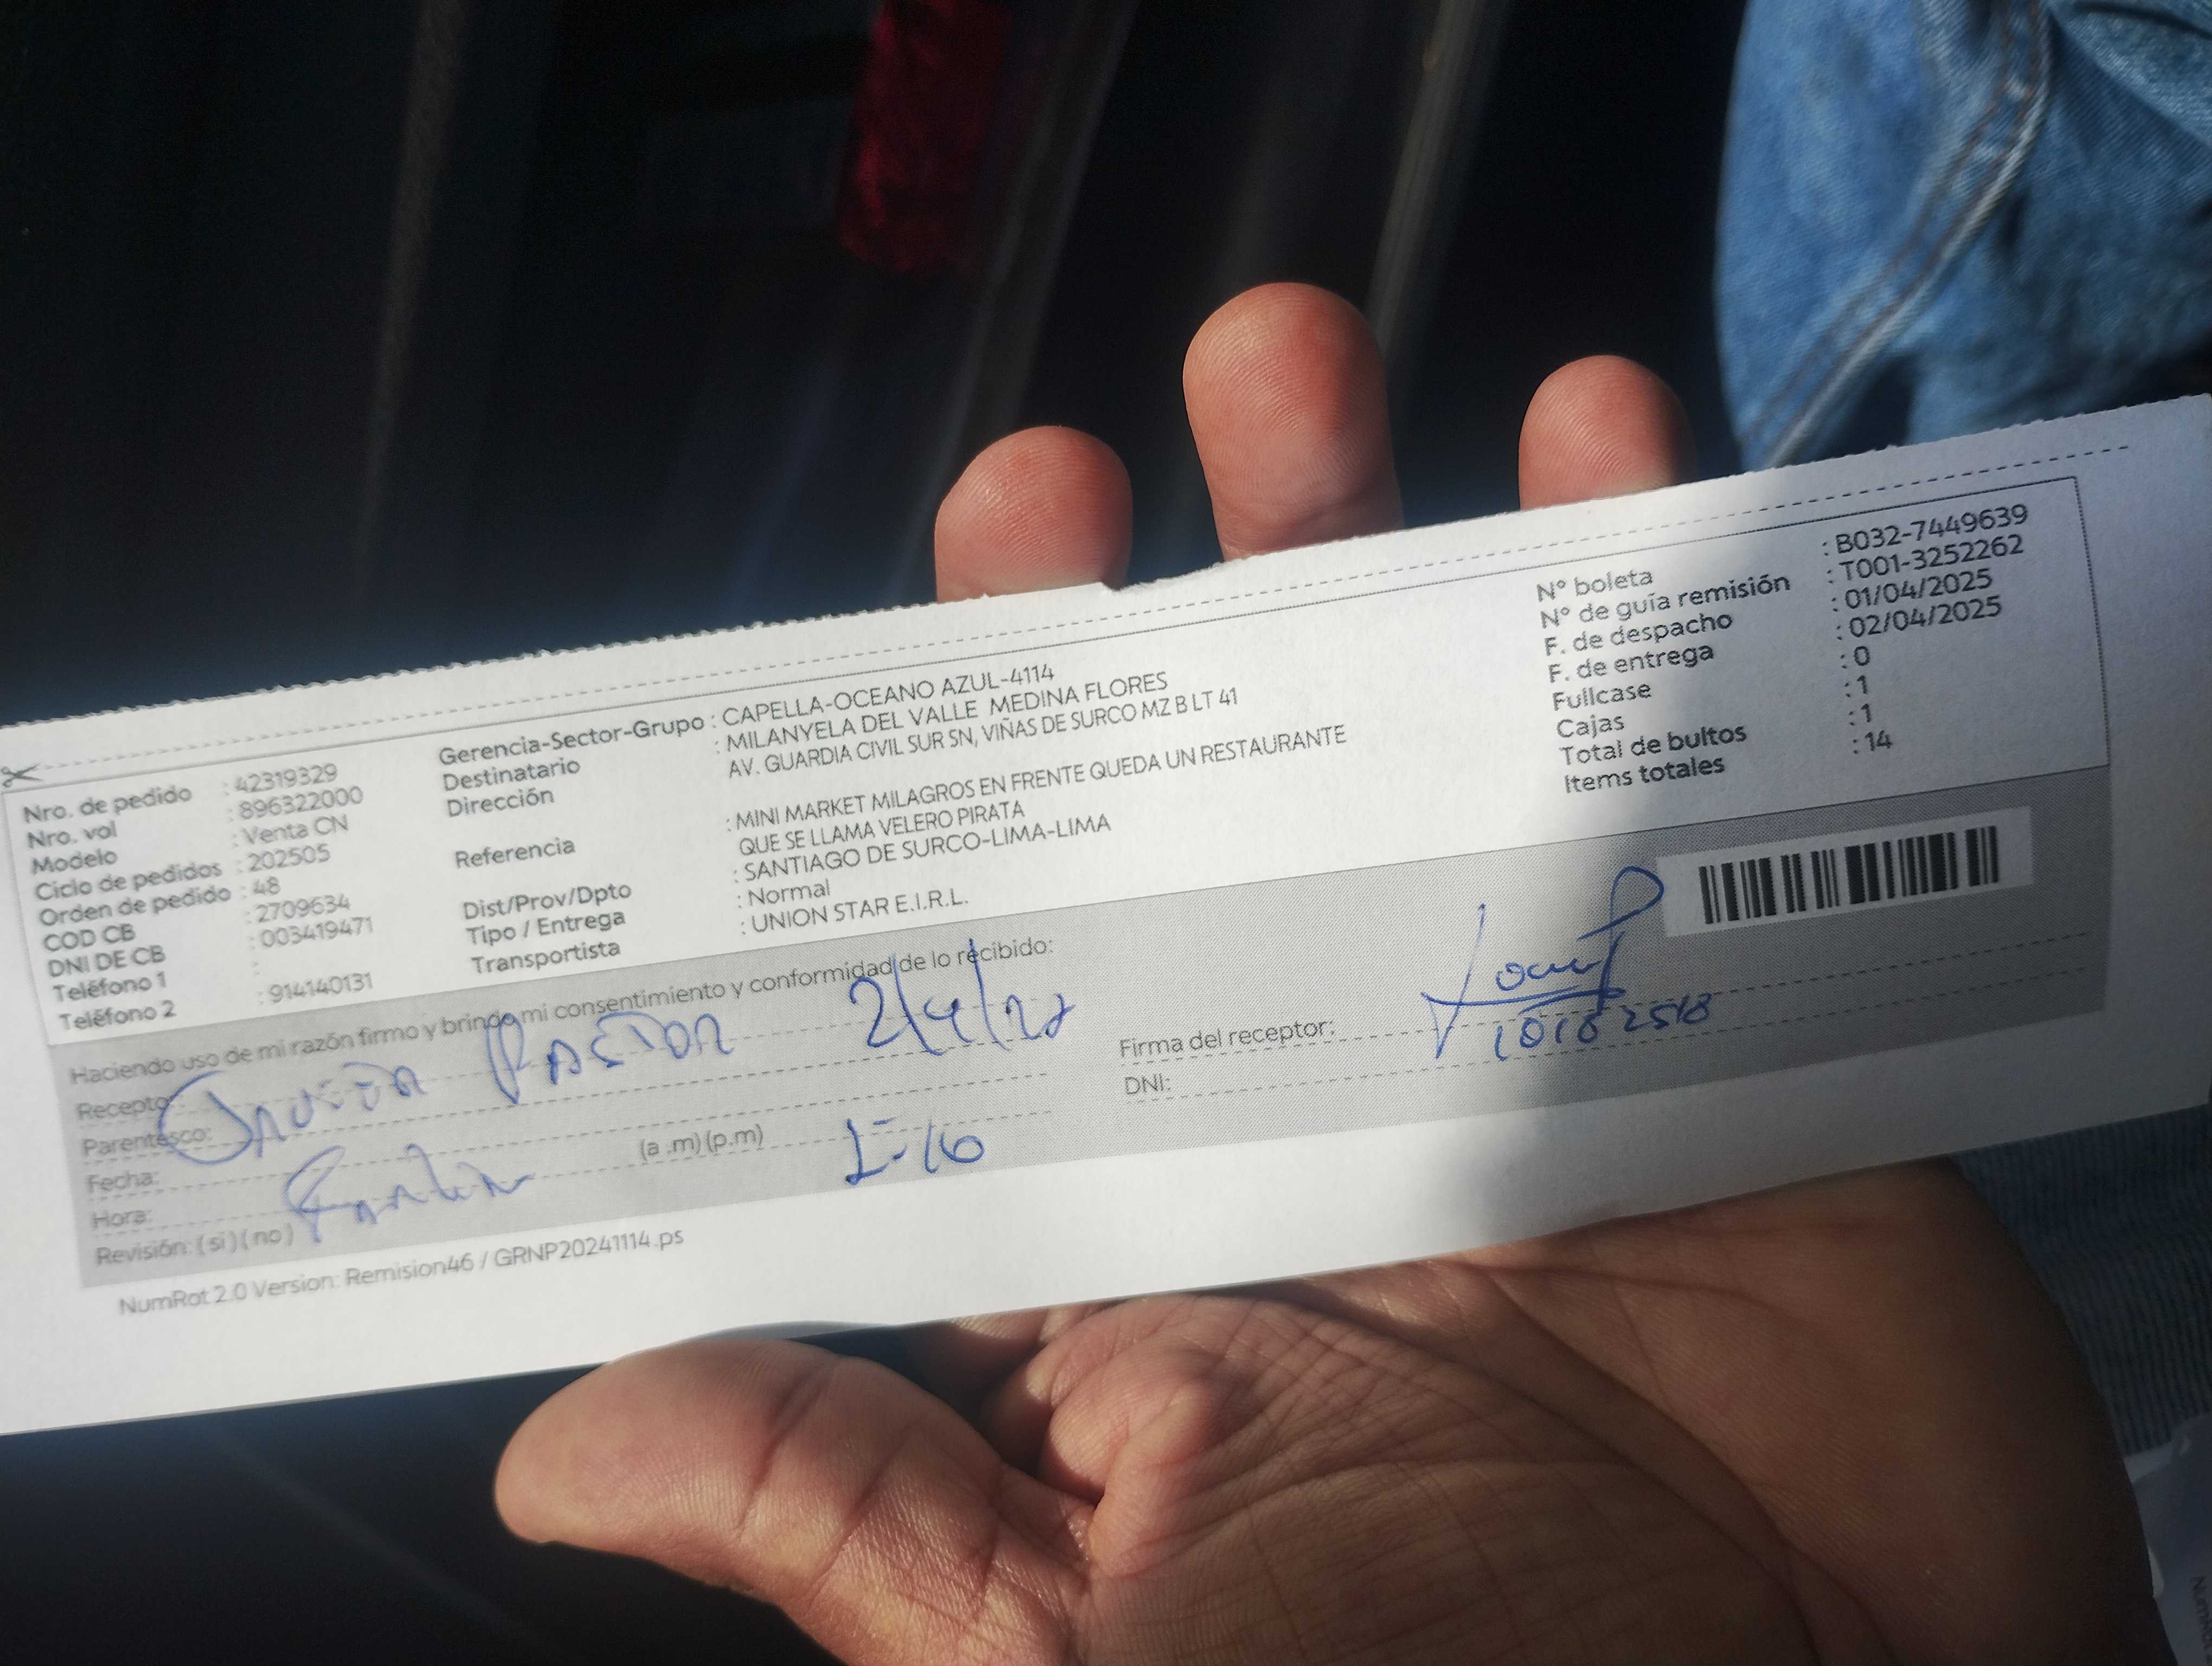 Nro. de pedido : 42319329
Nro. vol : 896322000
Modelo : Venta CN
Ciclo de pedidos : 202505
Orden de pedido : 48
COD CB : 2709634
DNI DE CB : 003419471
Teléfono 1 :
Teléfono 2 : 914140131
Gerencia-Sector-Grupo : CAPELLA-OCEANO AZUL-4114
Destinatario : MILANYELA DEL VALLE MEDINA FLORES
Dirección AV. GUARDIA CIVIL SUR SN, VIÑAS DE SURCO MZ B LT 41
: MINI MARKET MILAGROS EN FRENTE QUEDA UN RESTAURANTE
Referencia QUE SE LLAMA VELERO PIRATA
Dist/Prov/Dpto : SANTIAGO DE SURCO-LIMA-LIMA
Tipo / Entrega : Normal
Transportista : UNION STAR E.I.R.L.
N° boleta : B032-7449639
N° de guía remisión : T001-3252262
F. de despacho : 01/04/2025
F. de entrega : 02/04/2025
Fullcase : 0
Cajas : 1
Total de bultos : 1
Items totales : 14
Haciendo uso de mi razón firmo y brindo mi consentimiento y conformidad de lo recibido:
Receptor:
Parentesco:
Fecha:
Hora: (a .m) (p.m)
Revisión: ( si ) ( no )
Firma del receptor:
DNI:
NumRot 2.0 Version: Remision46 / GRNP20241114.ps